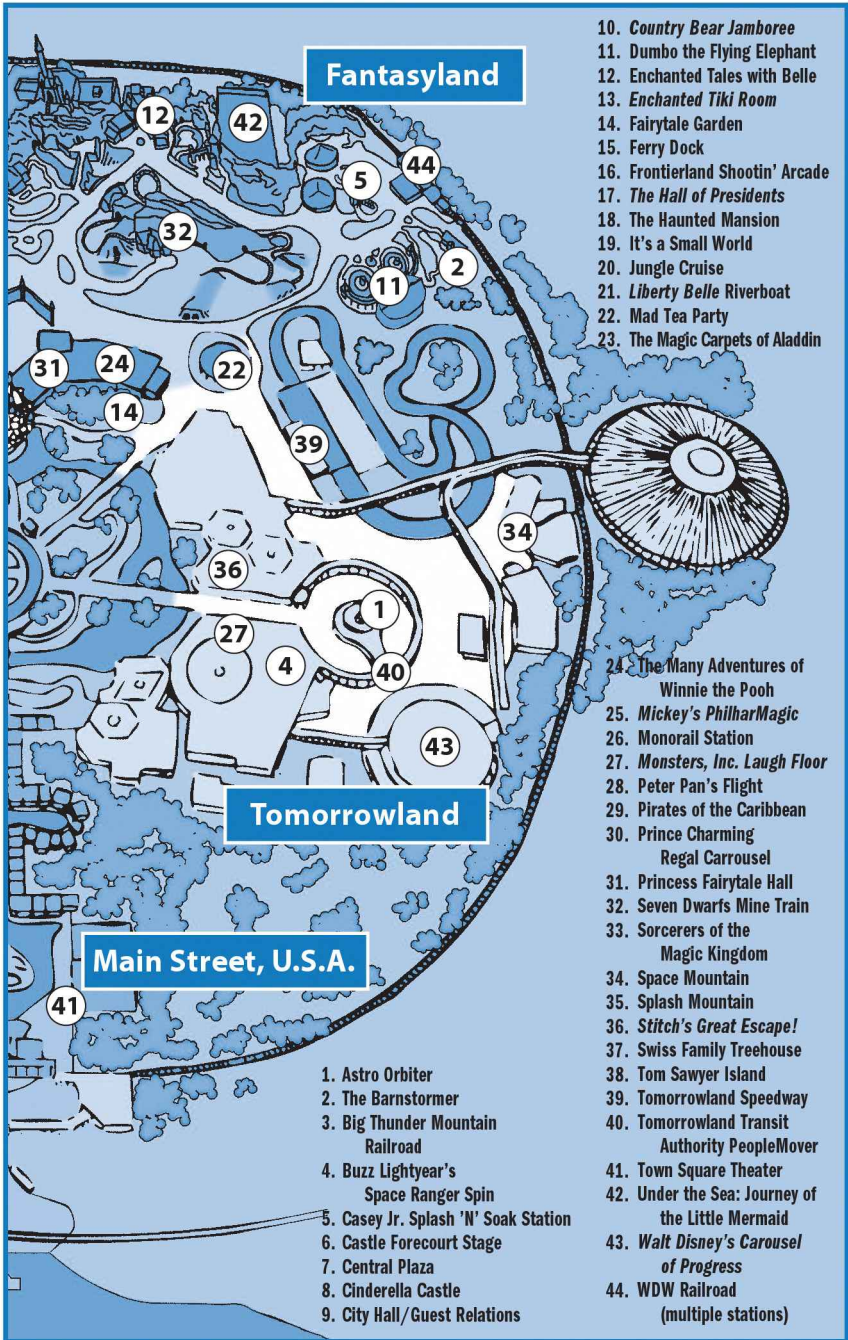 Fantasyland
10. Country Bear Jamboree
11. Dumbo the Flying Elephant
12. Enchanted Tales with Belle
13. Enchanted Tiki Room
14. Fairytale Garden
15. Ferry Dock
16. Frontierland Shootin’ Arcade
17. The Hall of Presidents
18. The Haunted Mansion
19. It’s a Small World
20. Jungle Cruise
21. Liberty Belle Riverboat
22. Mad Tea Party
23. The Magic Carpets of Aladdin
12
42
44
5
32
2
11
31
24
22
14
39
34
36
1
27
4
40
43
Tomorrowland
Main Street, U.S.A.
41
24. The Many Adventures of
Winnie the Pooh
25. Mickey’s PhilharMagic
26. Monorail Station
27. Monsters, Inc. Laugh Floor
28. Peter Pan’s Flight
29. Pirates of the Caribbean
30. Prince Charming
Regal Carrousel
31. Princess Fairytale Hall
32. Seven Dwarfs Mine Train
33. Sorcerers of the
Magic Kingdom
34. Space Mountain
35. Splash Mountain
36. Stitch’s Great Escape!
37. Swiss Family Treehouse
38. Tom Sawyer Island
39. Tomorrowland Speedway
40. Tomorrowland Transit
Authority PeopleMover
41. Town Square Theater
42. Under the Sea: Journey of
the Little Mermaid
43. Walt Disney’s Carousel
of Progress
44. WDW Railroad
(multiple stations)
1. Astro Orbiter
2. The Barnstormer
3. Big Thunder Mountain
Railroad
4. Buzz Lightyear’s
Space Ranger Spin
5. Casey Jr. Splash ’N’ Soak Station
6. Castle Forecourt Stage
7. Central Plaza
8. Cinderella Castle
9. City Hall/Guest Relations